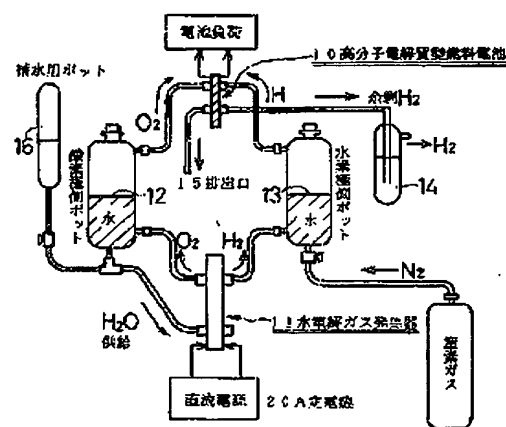 電池負荷
10高分子電解質型燃料電池
補水用ポット
O2
H
余剰H2
H2
16
12
15排出口
13
14
水
水
酸素極側ポット
水素極側ポット
O2
H2
N2
H2O
供給
11水電解ガス発生器
窒素ガス
直流電源
20A定電流